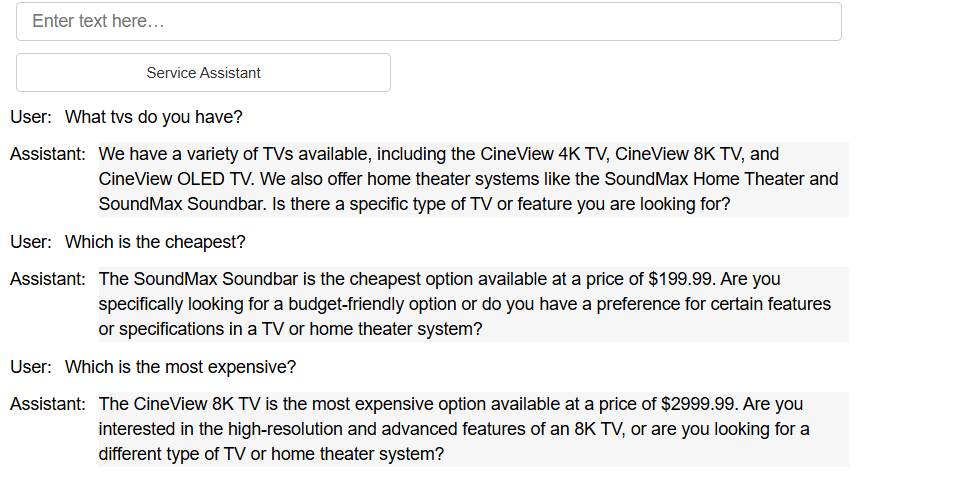 Enter text here…
Service Assistant
User: What tvs do you have?
Assistant: We have a variety of TVs available, including the CineView 4K TV, CineView 8K TV, and
CineView OLED TV. We also offer home theater systems like the SoundMax Home Theater and
SoundMax Soundbar. Is there a specific type of TV or feature you are looking for?
User: Which is the cheapest?
Assistant: The SoundMax Soundbar is the cheapest option available at a price of $199.99. Are you
specifically looking for a budget-friendly option or do you have a preference for certain features
or specifications in a TV or home theater system?
User: Which is the most expensive?
Assistant: The CineView 8K TV is the most expensive option available at a price of $2999.99. Are you
interested in the high-resolution and advanced features of an 8K TV, or are you looking for a
different type of TV or home theater system?